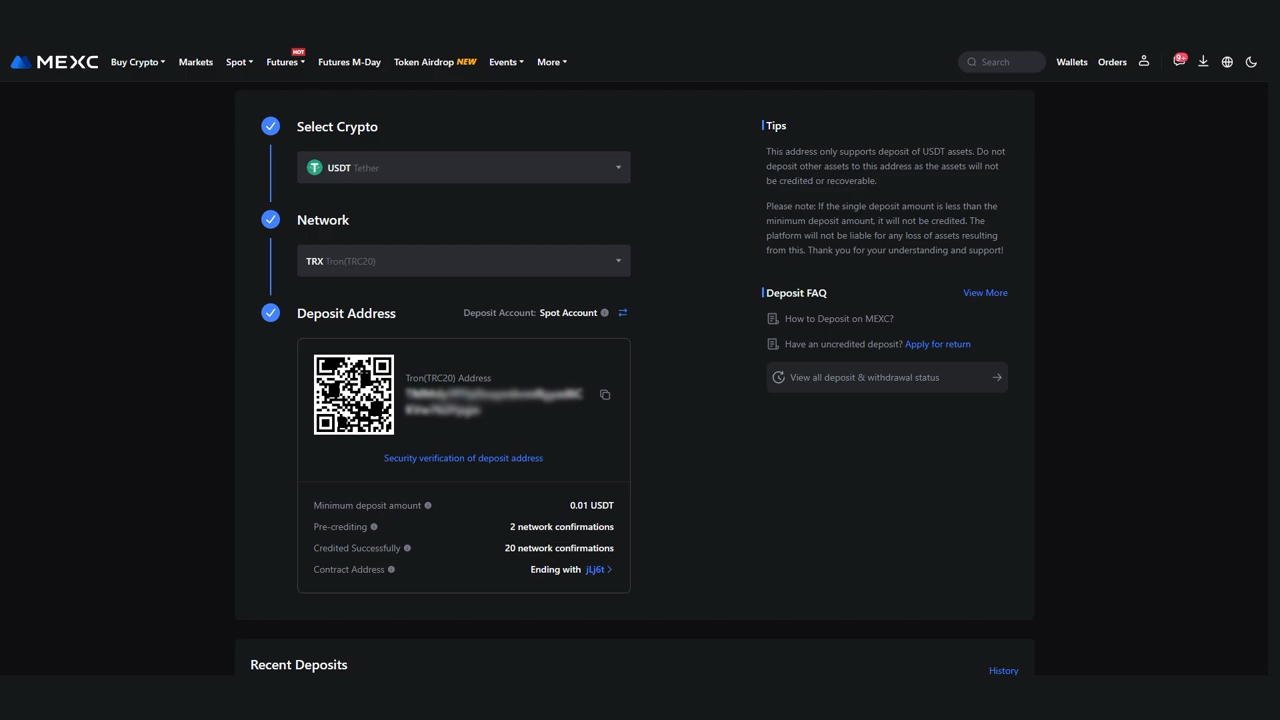 MEXC
Buy Crypto
Markets
Spot
Futures
HOT
Futures M-Day
Token Airdrop NEW
Events
More
Search
Wallets
Orders
9+
Select Crypto
USDT Tether
Network
TRX Tron(TRC20)
Deposit Address
Deposit Account: Spot Account
Tron(TRC20) Address
Security verification of deposit address
Minimum deposit amount
0.01 USDT
Pre-crediting
2 network confirmations
Credited Successfully
20 network confirmations
Contract Address
Ending with jLj6t
Tips
This address only supports deposit of USDT assets. Do not
deposit other assets to this address as the assets will not
be credited or recoverable.
Please note: If the single deposit amount is less than the
minimum deposit amount, it will not be credited. The
platform will not be liable for any loss of assets resulting
from this. Thank you for your understanding and support!
Deposit FAQ
View More
How to Deposit on MEXC?
Have an uncredited deposit? Apply for return
View all deposit & withdrawal status
Recent Deposits
History